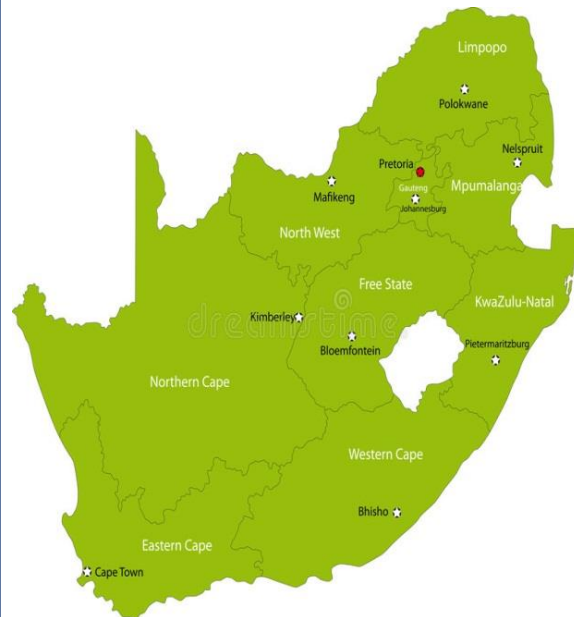 Limpopo
Polokwane
Nelspruit
Pretoria
Mpumalanga
Gauteng
Mafikeng
Johannesburg
North West
Free State
KwaZulu-Natal
Kimberley
dreamstime
Bloemfontein
Pietermaritzburg
Northern Cape
Western Cape
Bhisho
Eastern Cape
Cape Town